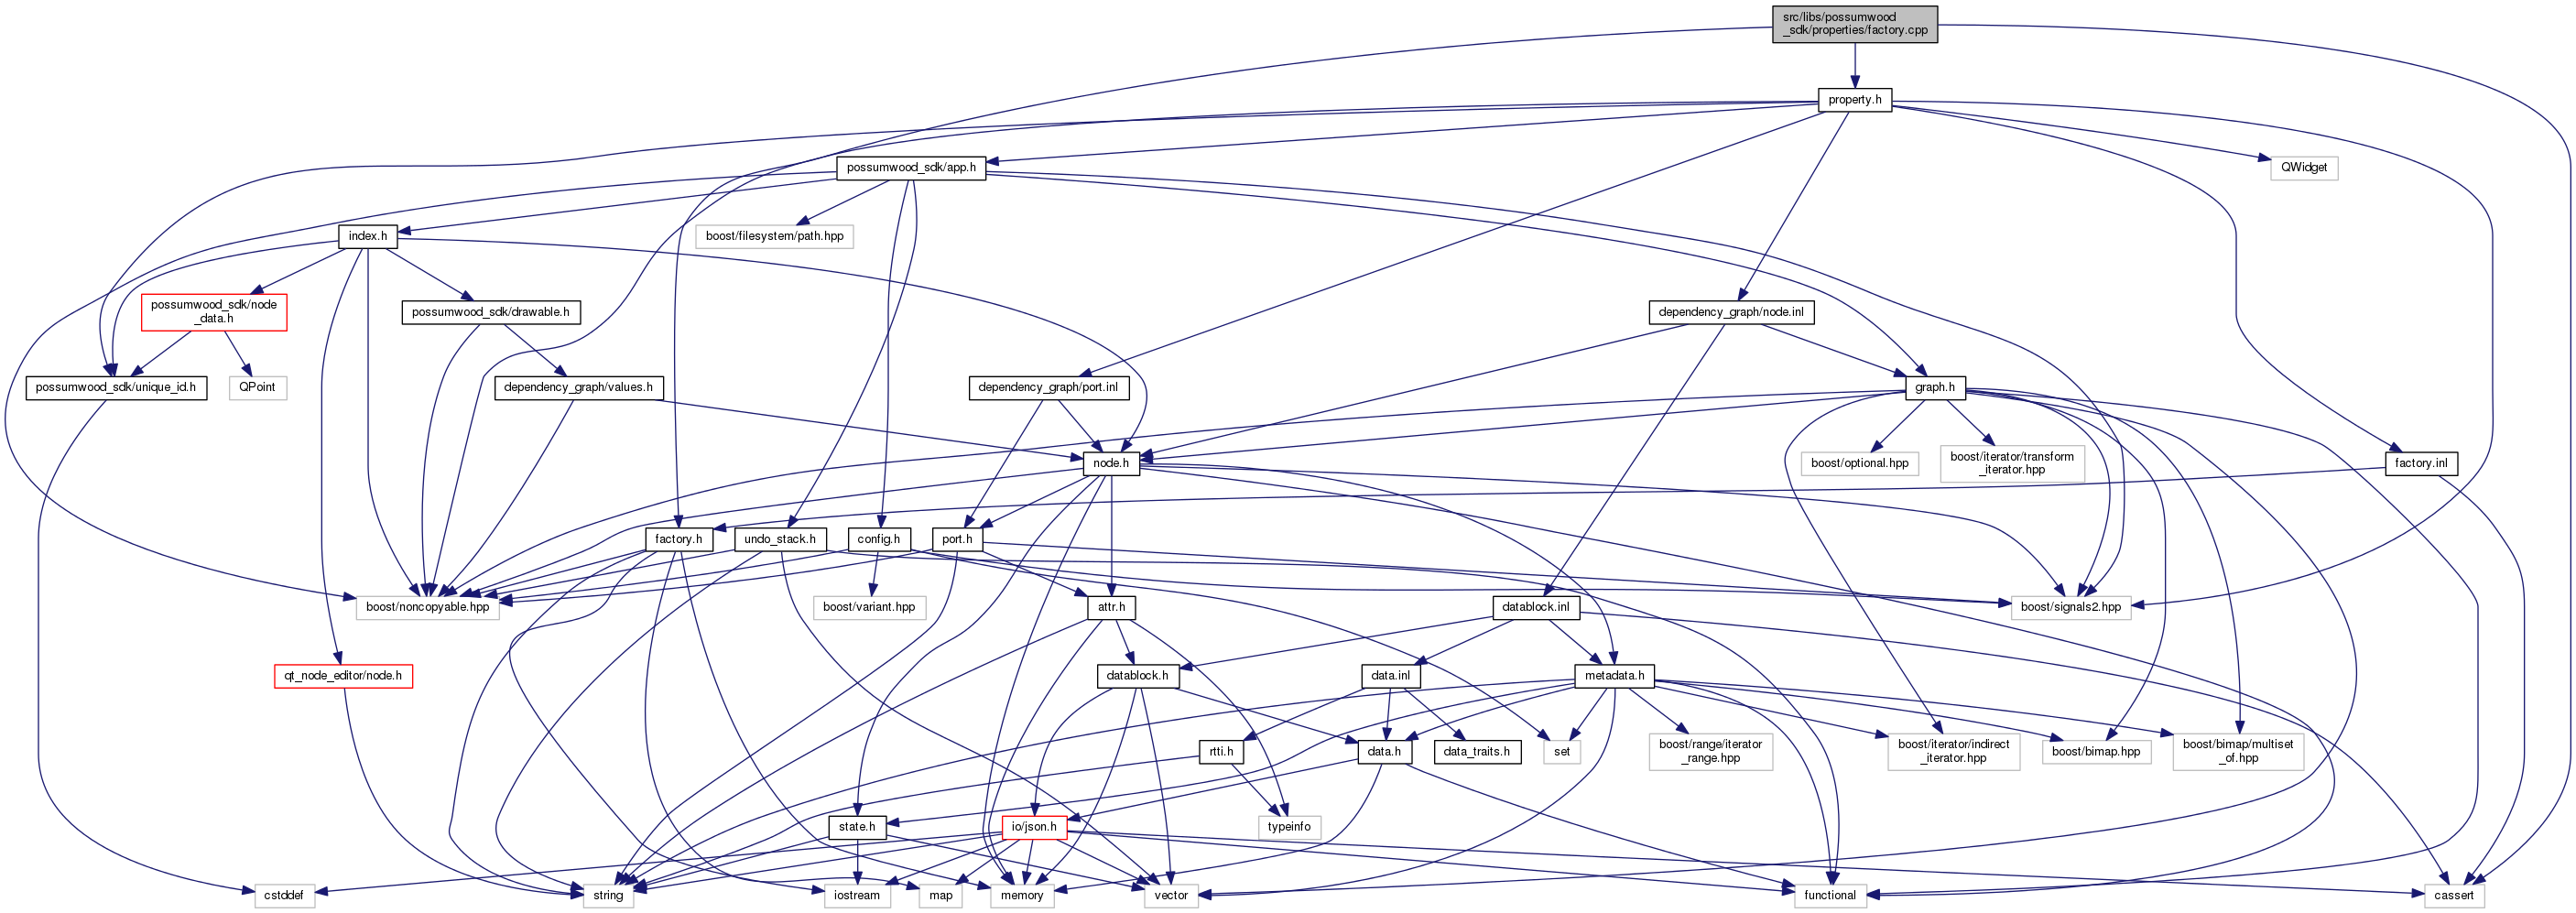 src/libs/possumwood
_sdk/properties/factory.cpp
property.h
possumwood_sdk/app.h
QWidget
index.h
boost/filesystem/path.hpp
possumwood_sdk/node
_data.h
possumwood_sdk/drawable.h
dependency_graph/node.inl
possumwood_sdk/unique_id.h
QPoint
dependency_graph/values.h
dependency_graph/port.inl
graph.h
node.h
boost/optional.hpp
boost/iterator/transform
_iterator.hpp
factory.inl
factory.h
undo_stack.h
config.h
port.h
boost/noncopyable.hpp
boost/variant.hpp
attr.h
datablock.inl
boost/signals2.hpp
qt_node_editor/node.h
datablock.h
data.inl
metadata.h
rtti.h
data_traits.h
data.h
set
boost/range/iterator
_range.hpp
boost/iterator/indirect
_iterator.hpp
boost/bimap.hpp
boost/bimap/multiset
_of.hpp
state.h
io/json.h
typeinfo
cstddef
string
iostream
map
memory
vector
functional
cassert